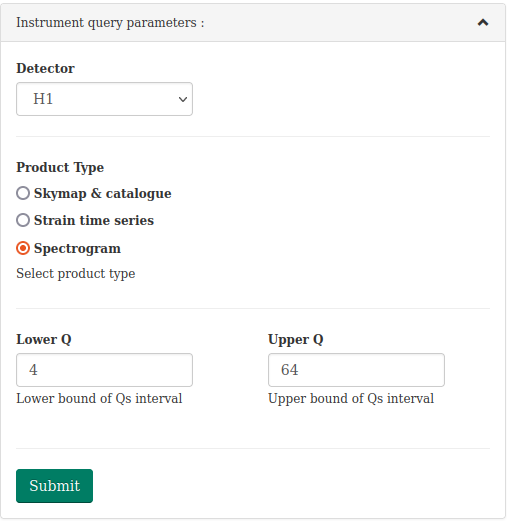 Instrument query parameters :
Detector
H1
Product Type
Skymap & catalogue
Strain time series
Spectrogram
Select product type
Lower Q
Upper Q
4
64
Lower bound of Qs interval
Upper bound of Qs interval
Submit